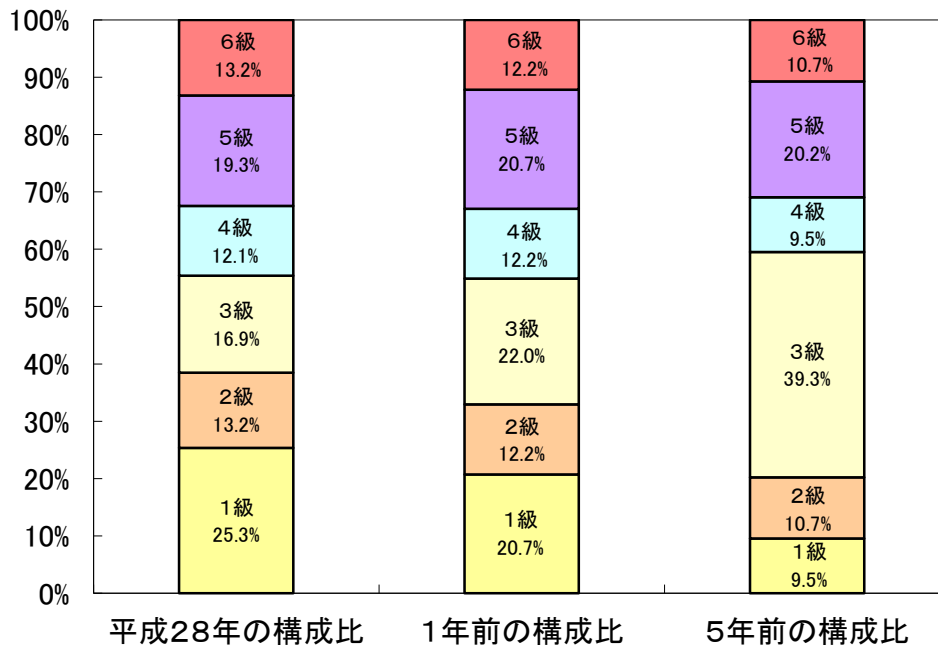 100%
90%
80%
70%
60%
50%
40%
30%
20%
10%
0%
6級
13.2%
5級
19.3%
4級
12.1%
3級
16.9%
2級
13.2%
1級
25.3%
6級
12.2%
5級
20.7%
4級
12.2%
3級
22.0%
2級
12.2%
1級
20.7%
6級
10.7%
5級
20.2%
4級
9.5%
3級
39.3%
2級
10.7%
1級
9.5%
平成28年の構成比
1年前の構成比
5年前の構成比